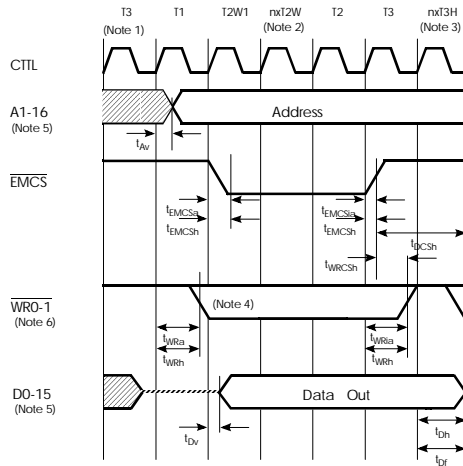 T3 T1 T2W1 nxT2W T2 T3 nxT3H
(Note 1) (Note 2) (Note 3)
CTTL
A1-16 Address
(Note 5)
tAv
EMCS
tEMCSa tEMCSia
tEMCSh tEMCSh tDCSh
tWRCSh
WR0-1 (Note 4)
(Note 6)
tWRa tWRia
tWRh tWRh
D0-15 Data Out
(Note 5)
tDv tDh
tDf